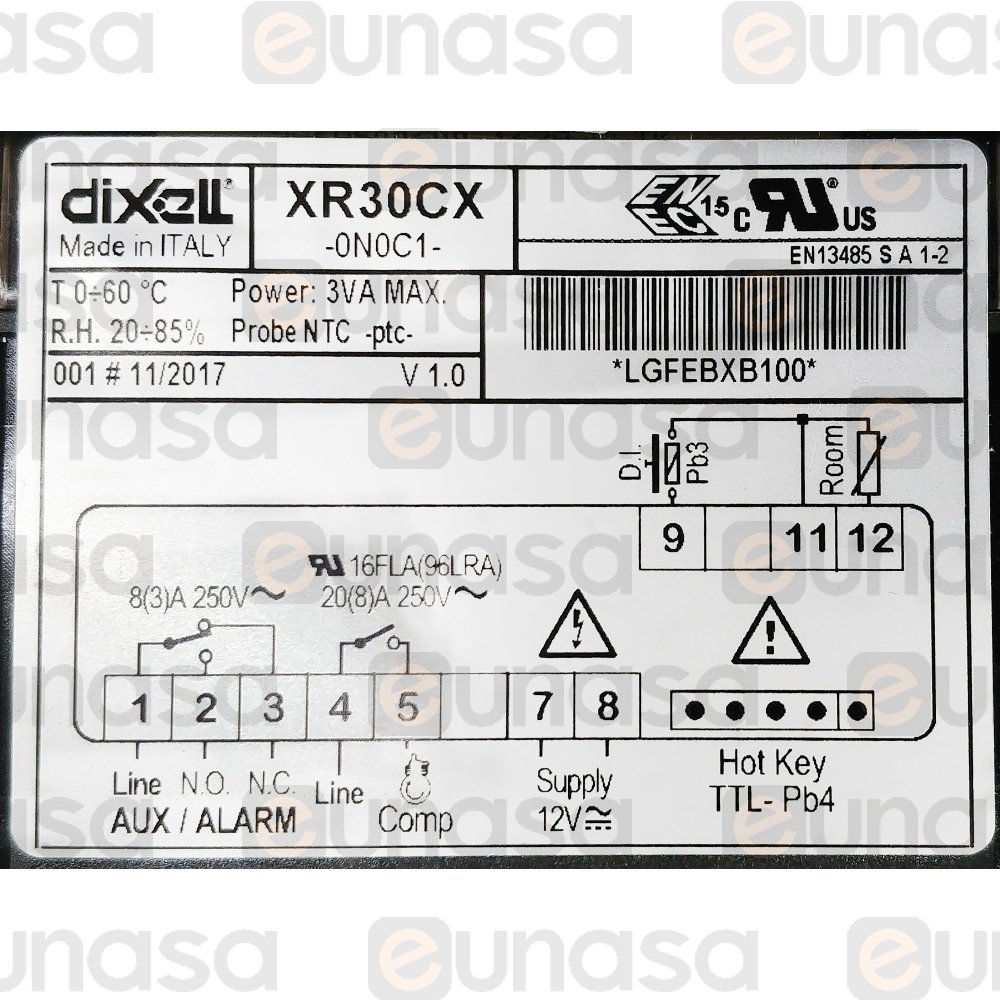 eunasa
dixell
Made in ITALY
XR30CX
-0N0C1-
15
c RU® US
EN13485 S A 1-2
T 0÷60 °C
Power: 3VA MAX.
R.H. 20÷85%
Probe NTC -ptc-
001 # 11/2017
V 1.0
*LGFEBXB100*
D.I.
Pb3
Room
9 11 12
RU 16FLA(96LRA)
8(3)A 250V~
20(8)A 250V~
1 2 3 4 5 7 8
Line N.O. N.C. Line
AUX / ALARM
Comp
Supply
12V≂
Hot Key
TTL- Pb4